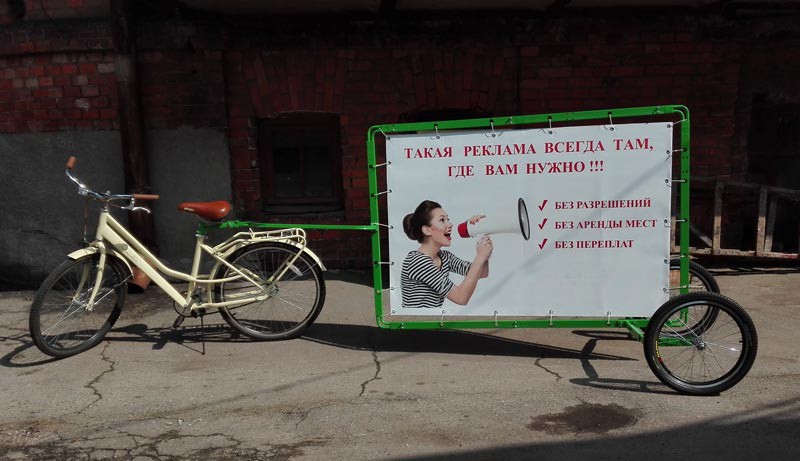 ТАКАЯ РЕКЛАМА ВСЕГДА ТАМ,
ГДЕ ВАМ НУЖНО !!!
БЕЗ РАЗРЕШЕНИЙ
БЕЗ АРЕНДЫ МЕСТ
БЕЗ ПЕРЕПЛАТ